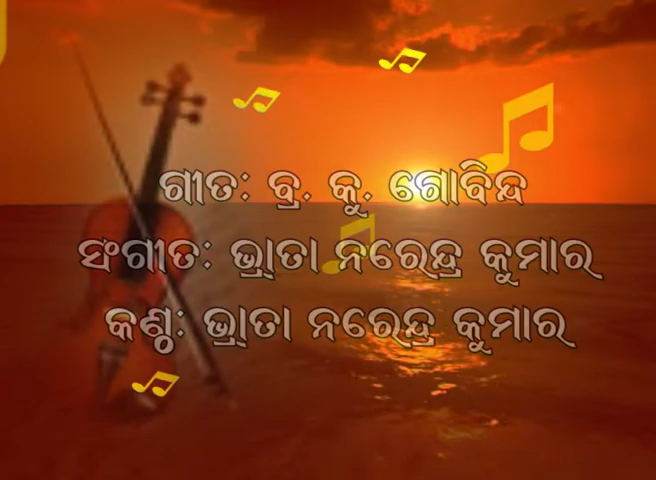 ଗୀତ: ବ୍ର. କୁ. ଗୋବିନ୍ଦ
ସଂଗୀତ: ଭ୍ରାତା ନରେନ୍ଦ୍ର କୁମାର
କଣ୍ଠ: ଭ୍ରାତା ନରେନ୍ଦ୍ର କୁମାର